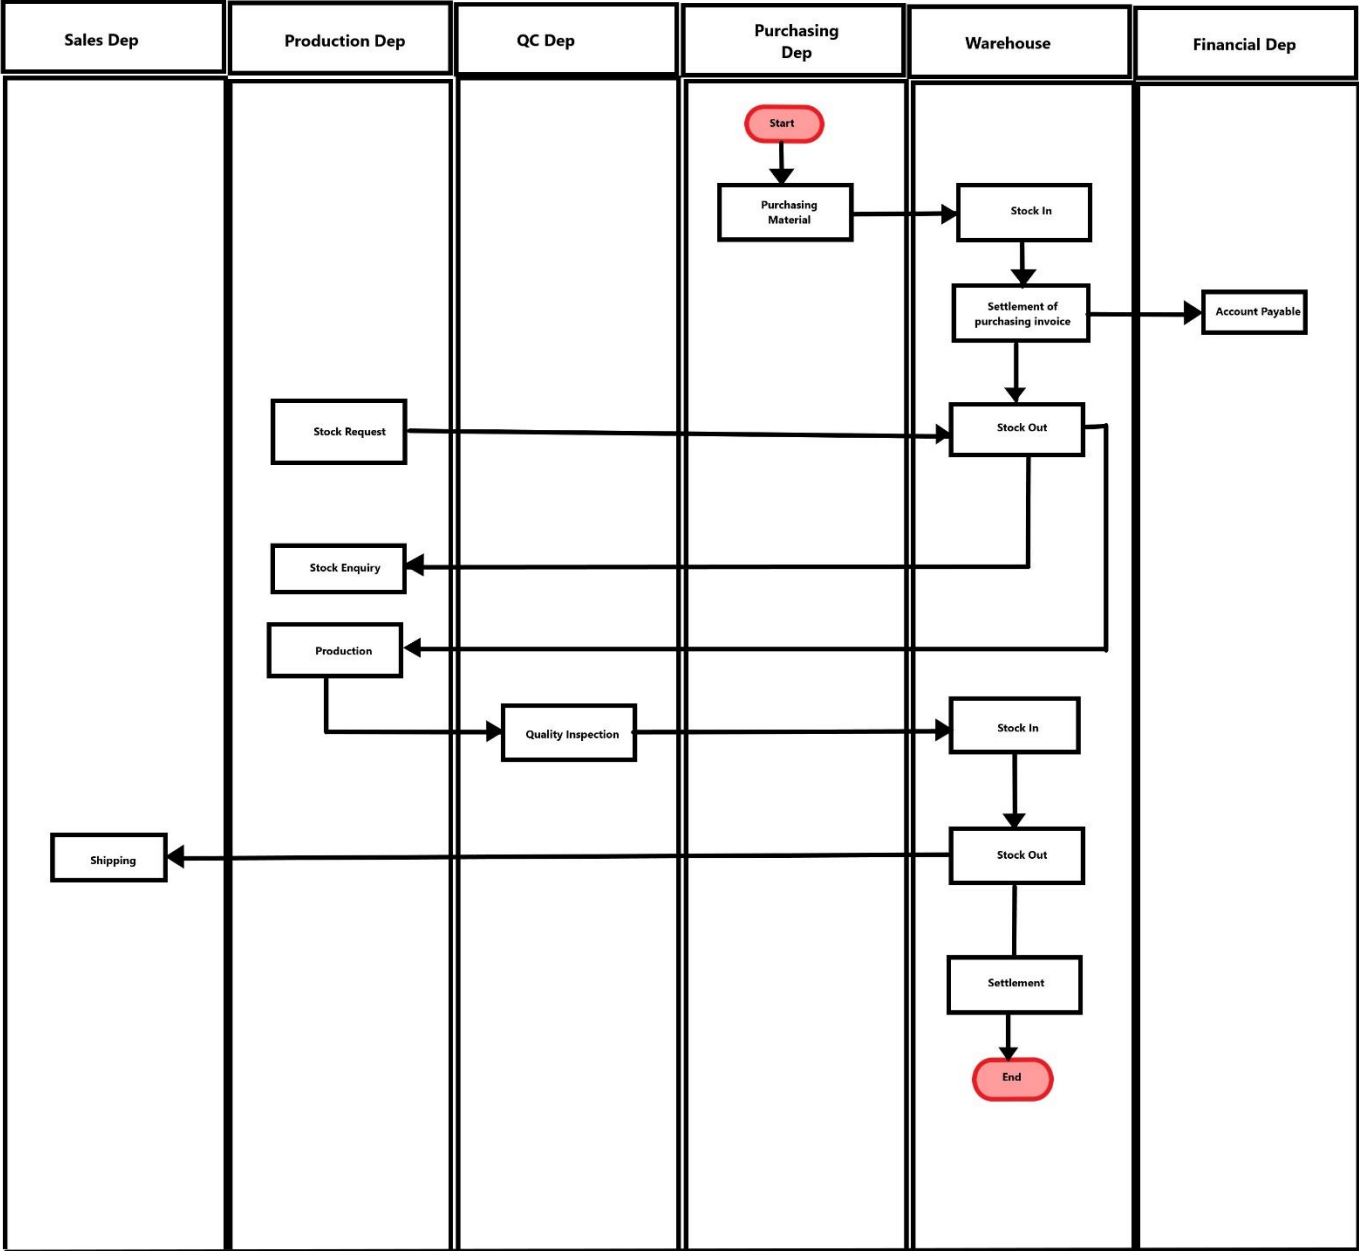 Sales Dep
Production Dep
QC Dep
Purchasing
Dep
Warehouse
Financial Dep
Start
Purchasing
Material
Stock In
Settlement of
purchasing invoice
Account Payable
Stock Request
Stock Out
Stock Enquiry
Production
Quality Inspection
Stock In
Shipping
Stock Out
Settlement
End